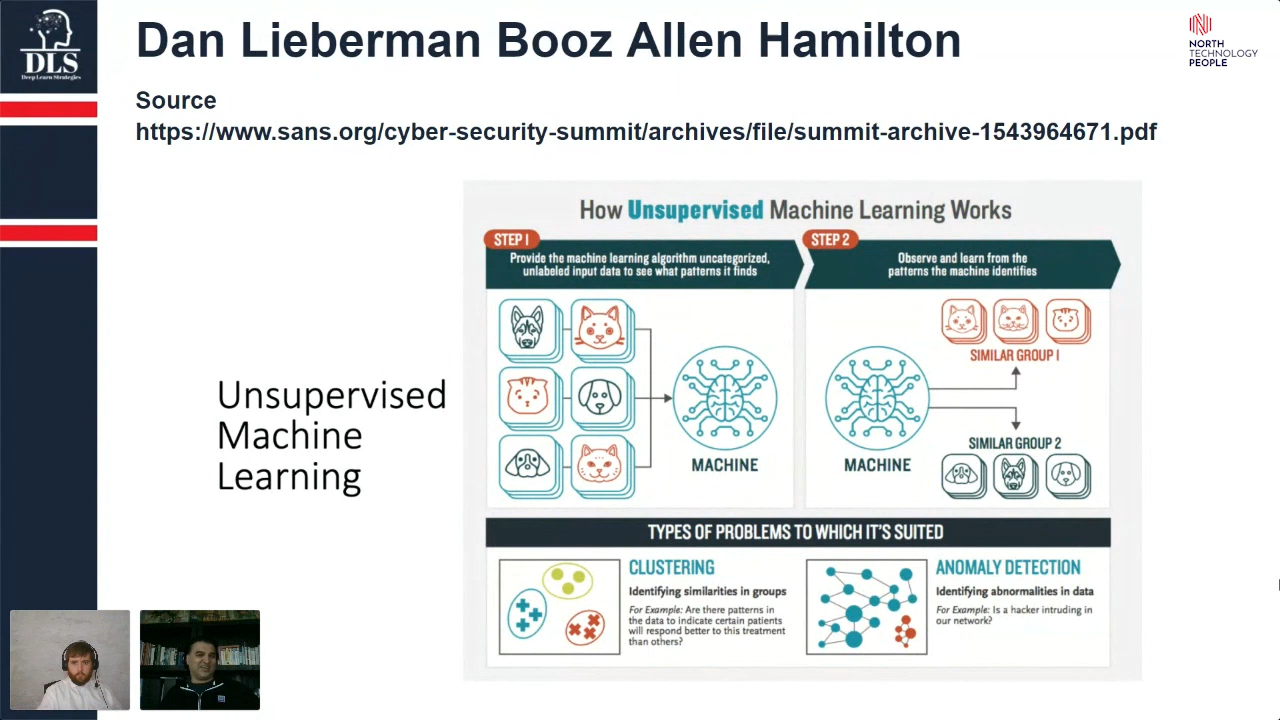 DLS
Deep Learn Strategies
Dan Lieberman Booz Allen Hamilton
NORTH
TECHNOLOGY
PEOPLE
Source
https://www.sans.org/cyber-security-summit/archives/file/summit-archive-1543964671.pdf
Unsupervised
Machine
Learning
How Unsupervised Machine Learning Works
STEP 1
Provide the machine learning algorithm uncategorized,
unlabeled input data to see what patterns it finds
MACHINE
STEP 2
Observe and learn from the
patterns the machine identifies
MACHINE
SIMILAR GROUP 1
SIMILAR GROUP 2
TYPES OF PROBLEMS TO WHICH IT'S SUITED
CLUSTERING
Identifying similarities in groups
For Example: Are there patterns in
the data to indicate certain patients
will respond better to this treatment
than others?
ANOMALY DETECTION
Identifying abnormalities in data
For Example: Is a hacker intruding in
our network?